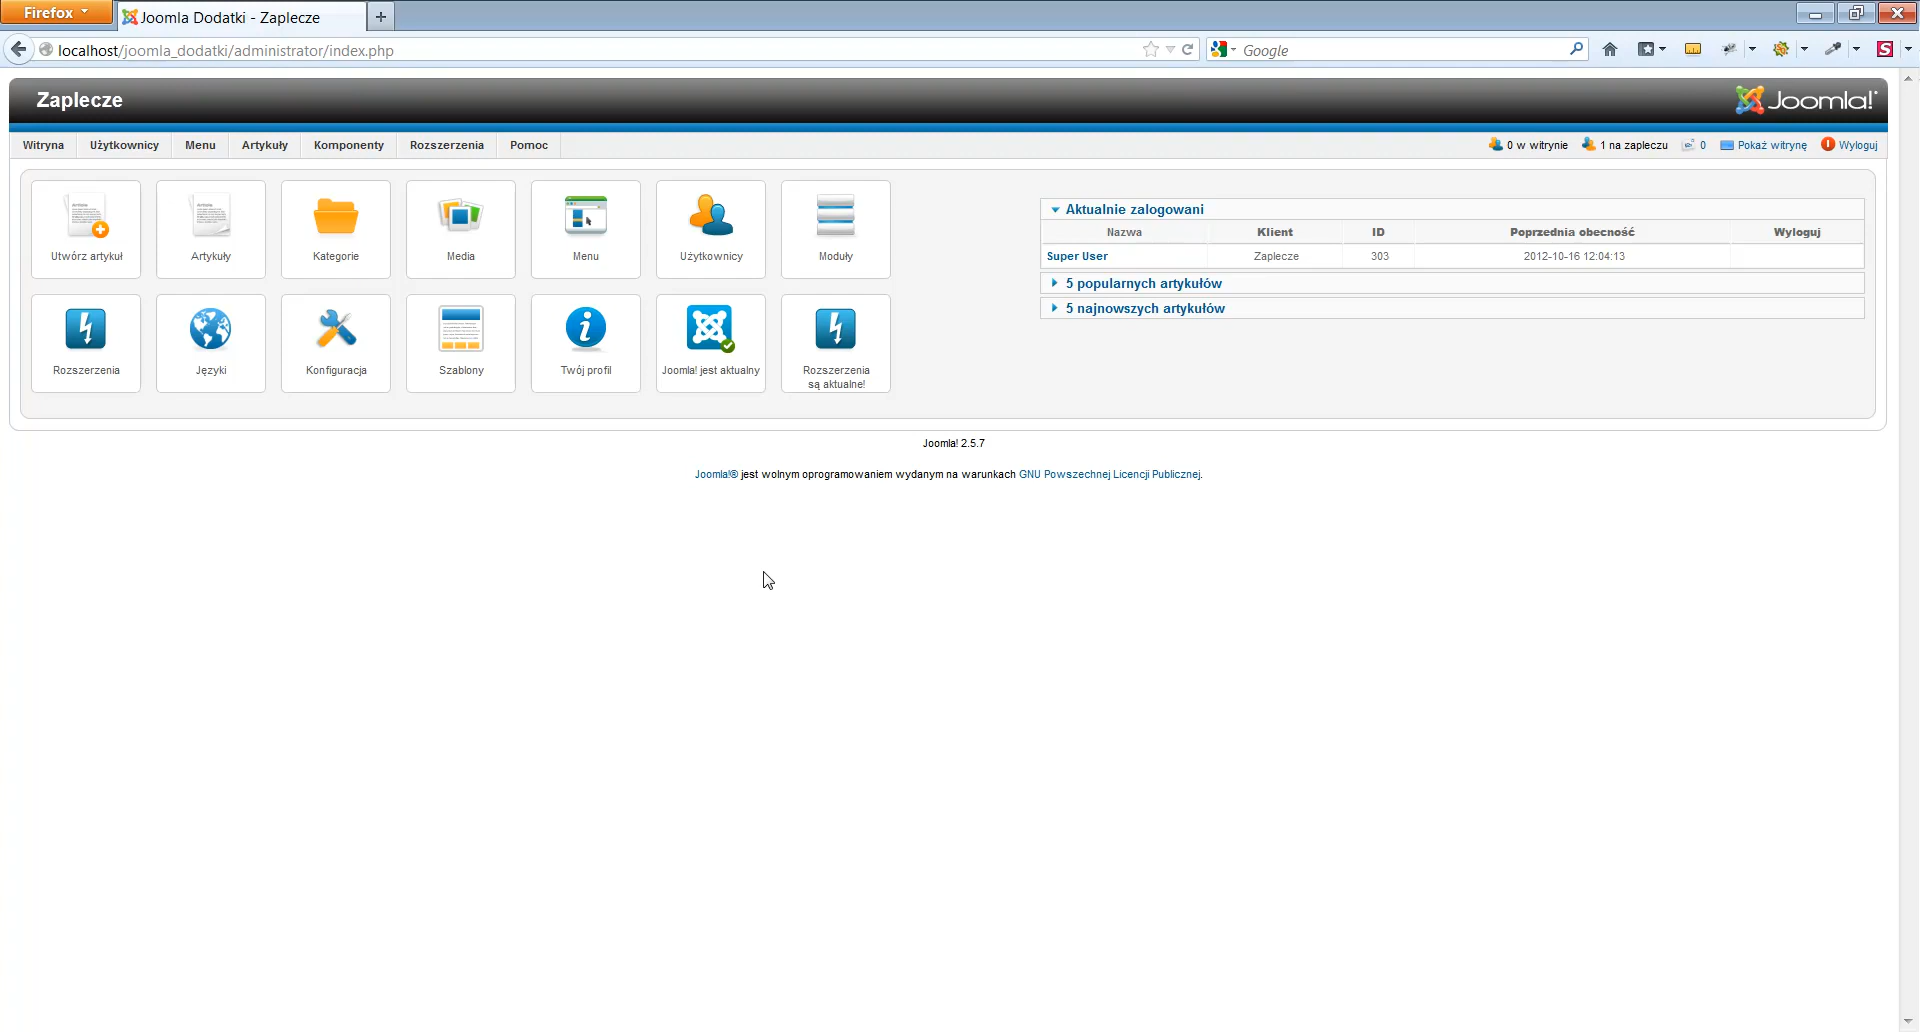 Firefox
Joomla Dodatki - Zaplecze
localhost/joomla_dodatki/administrator/index.php
Google
Zaplecze
Joomla!
Witryna Użytkownicy Menu Artykuły Komponenty Rozszerzenia Pomoc
0 w witrynie 1 na zapleczu 0 Pokaż witrynę Wyloguj
Utwórz artykuł Artykuły Kategorie Media Menu Użytkownicy Moduły
Rozszerzenia Języki Konfiguracja Szablony Twój profil Joomla! jest aktualny Rozszerzenia
są aktualne!
Aktualnie zalogowani
Nazwa Klient ID Poprzednia obecność Wyloguj
Super User Zaplecze 303 2012-10-16 12:04:13
5 popularnych artykułów
5 najnowszych artykułów
Joomla! 2.5.7
Joomla!® jest wolnym oprogramowaniem wydanym na warunkach GNU Powszechnej Licencji Publicznej.